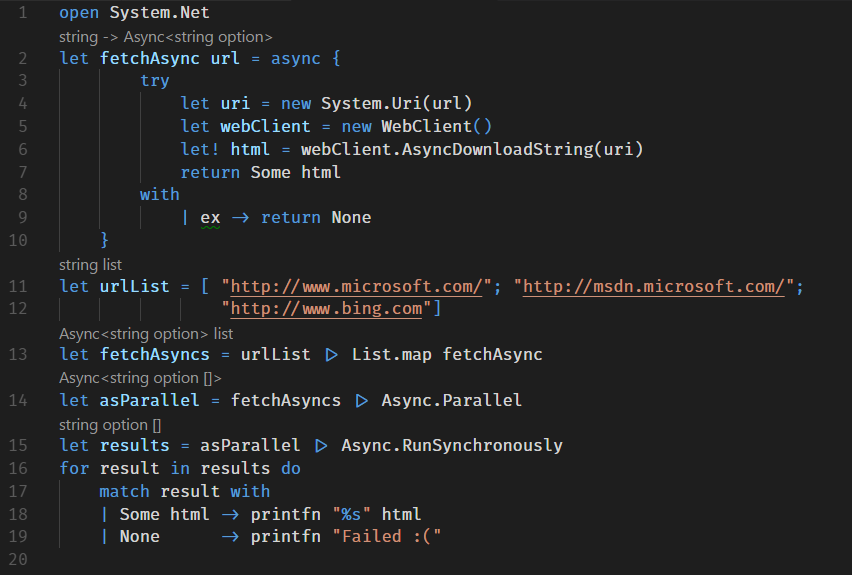 1 open System.Net
string -> Async<string option>
2 let fetchAsync url = async {
3 try
4 let uri = new System.Uri(url)
5 let webClient = new WebClient()
6 let! html = webClient.AsyncDownloadString(uri)
7 return Some html
8 with
9 | ex -> return None
10 }
string list
11 let urlList = [ "http://www.microsoft.com/"; "http://msdn.microsoft.com/";
12 "http://www.bing.com"]
Async<string option> list
13 let fetchAsyncs = urlList |> List.map fetchAsync
Async<string option []>
14 let asParallel = fetchAsyncs |> Async.Parallel
string option []
15 let results = asParallel |> Async.RunSynchronously
16 for result in results do
17 match result with
18 | Some html -> printfn "%s" html
19 | None -> printfn "Failed :("
20